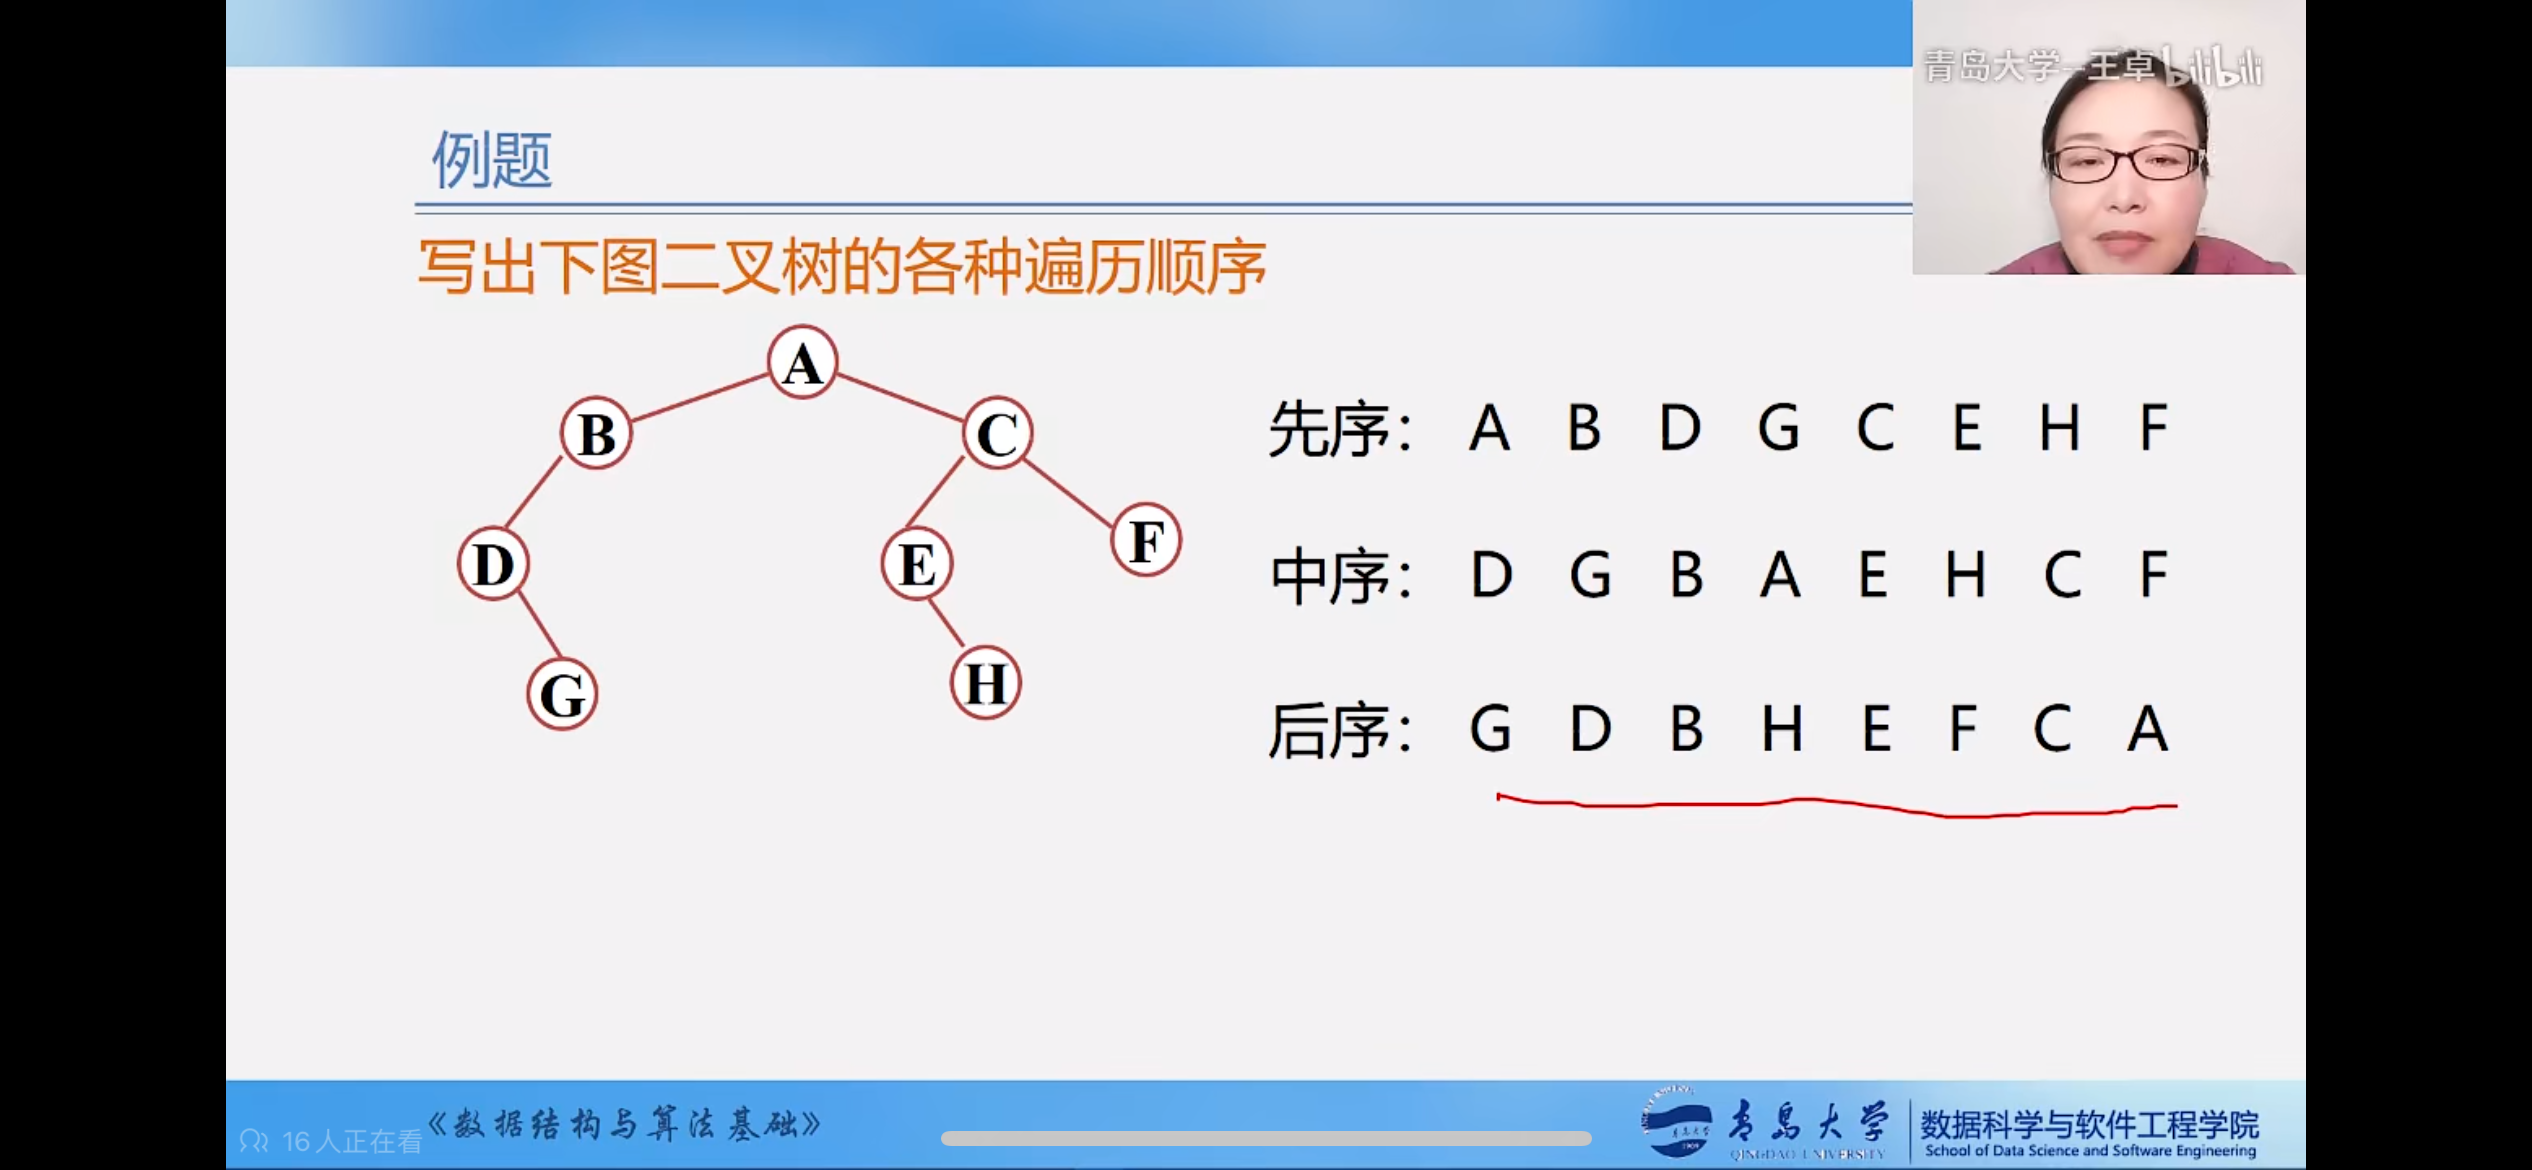 青岛大学--王卓 bilibili
例题
写出下图二叉树的各种遍历顺序
A
B
C
D
E
F
G
H
先序： A B D G C E H F
中序： D G B A E H C F
后序： G D B H E F C A
《数据结构与算法基础》
16人正在看
青岛大学
QINGDAO UNIVERSITY
数据科学与软件工程学院
School of Data Science and Software Engineering